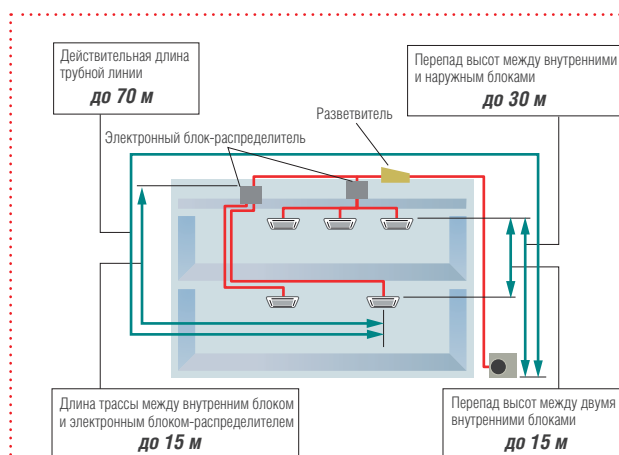 Действительная длина
трубной линии
до 70 м
Перепад высот между внутренними
и наружным блоками
до 30 м
Разветвитель
Электронный блок-распределитель
Длина трассы между внутренним блоком
и электронным блоком-распределителем
до 15 м
Перепад высот между двумя
внутренними блоками
до 15 м